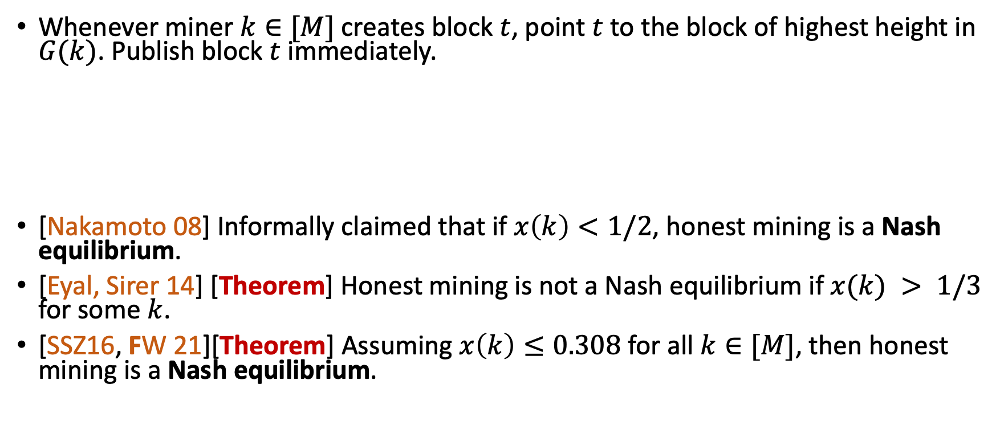 • Whenever miner k ∈ [M] creates block t, point t to the block of highest height in
G(k). Publish block t immediately.
• [Nakamoto 08] Informally claimed that if x(k) < 1/2, honest mining is a Nash
equilibrium.
• [Eyal, Sirer 14] [Theorem] Honest mining is not a Nash equilibrium if x(k) > 1/3
for some k.
• [SSZ16, FW 21][Theorem] Assuming x(k) ≤ 0.308 for all k ∈ [M], then honest
mining is a Nash equilibrium.